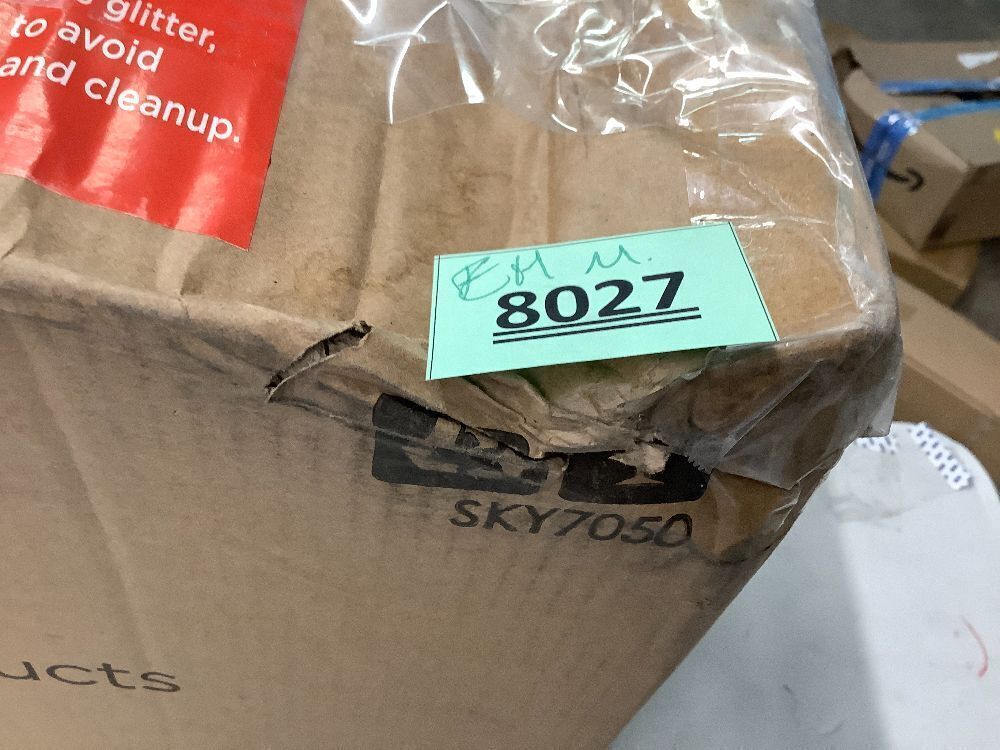 glitter,
to avoid
and cleanup.
EH M.
8027
SKY7050
ucts